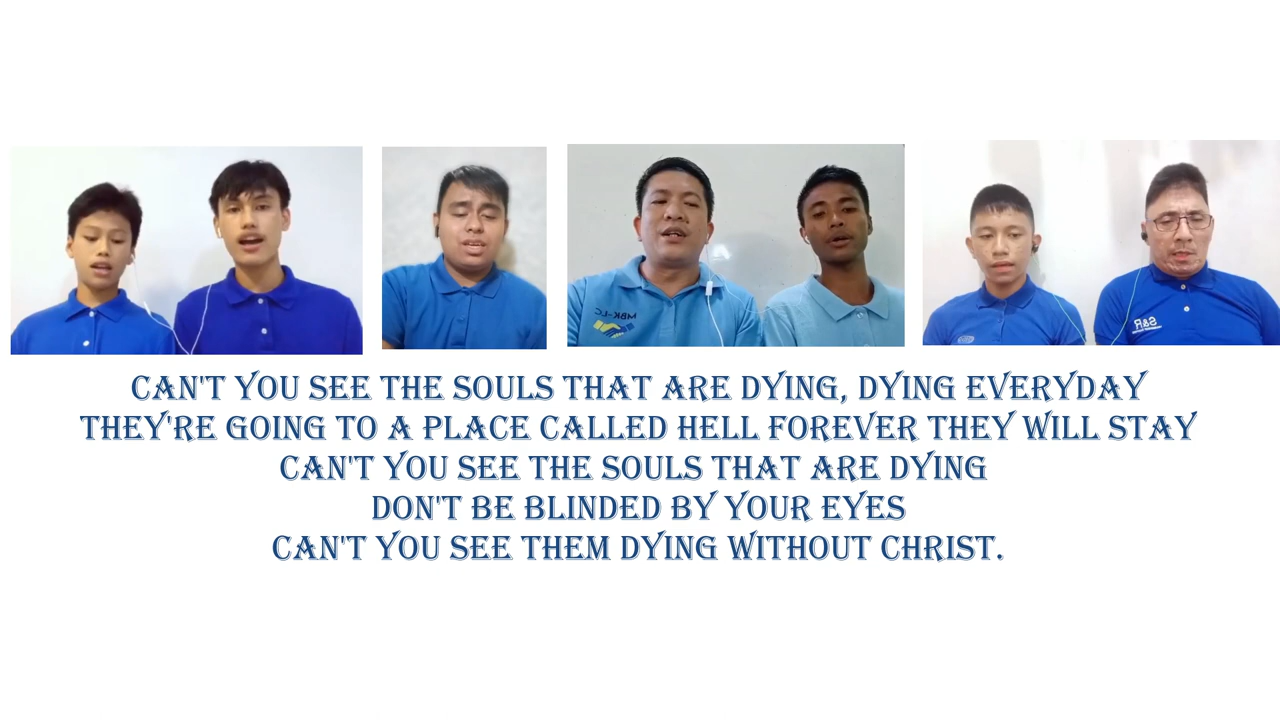 MBK-LC
S&R
CAN'T YOU SEE THE SOULS THAT ARE DYING, DYING EVERYDAY
THEY'RE GOING TO A PLACE CALLED HELL FOREVER THEY WILL STAY
CAN'T YOU SEE THE SOULS THAT ARE DYING
DON'T BE BLINDED BY YOUR EYES
CAN'T YOU SEE THEM DYING WITHOUT CHRIST.